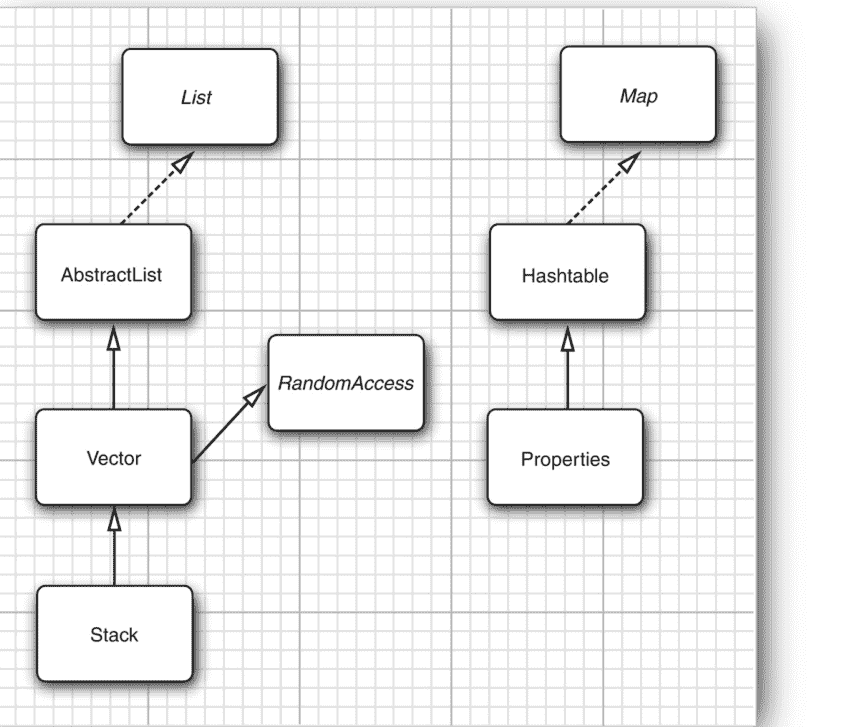 List
Map
AbstractList
Hashtable
RandomAccess
Vector
Properties
Stack